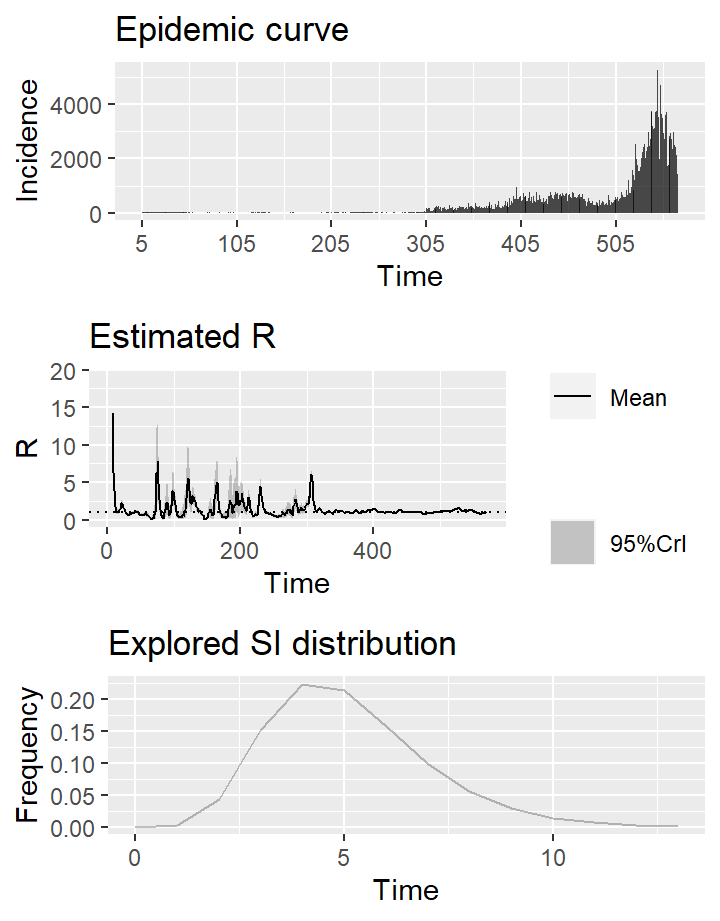 Epidemic curve
Incidence
4000
2000
0
5 105 205 305 405 505
Time
Estimated R
R
20
15
10
5
0
0 200 400
Time
Mean
95%CrI
Explored SI distribution
Frequency
0.20
0.15
0.10
0.05
0.00
0 5 10
Time